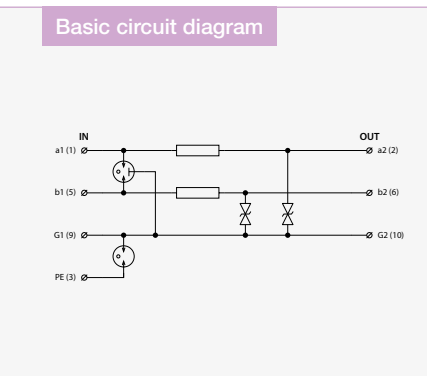 Basic circuit diagram
IN OUT
a1 (1) a2 (2)
b1 (5) b2 (6)
G1 (9) G2 (10)
PE (3)